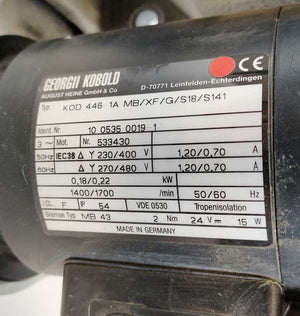 GEORGII KOBOLD
AUGUST HEINE GmbH & Co
D-70771 Leinfelden-Echterdingen
CE
Typ KOD 446-1A MB/XF/G/S18/S141
Ident. Nr. 10 0535 0019 1
3 ~ Mot. Nr. 533430
50Hz IEC38 Δ Y 230/400 V 1,20/0,70 A
60Hz Δ Y 270/480 V 1,20/0,70 A
0,18/0,22 kW
1400/1700 /min 50/60 Hz
I.CL. F IP 54 VDE 0530 Tropenisolation
Bremse Typ MB 43 2 Nm 24 V 15 W
MADE IN GERMANY